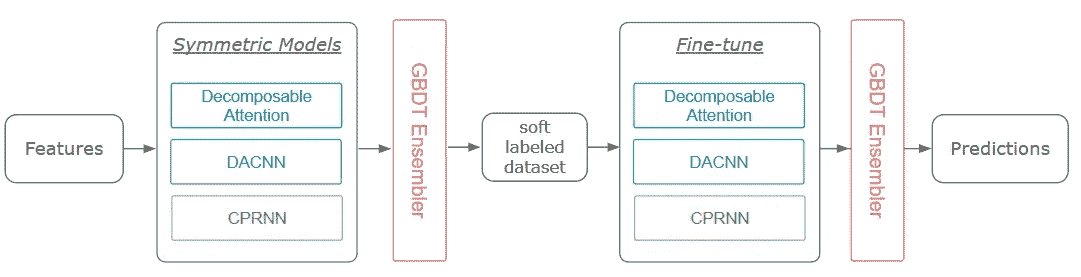 Features
Symmetric Models
Decomposable
Attention
DACNN
CPRNN
GBDT Ensembler
soft
labeled
dataset
Fine-tune
Decomposable
Attention
DACNN
CPRNN
GBDT Ensembler
Predictions